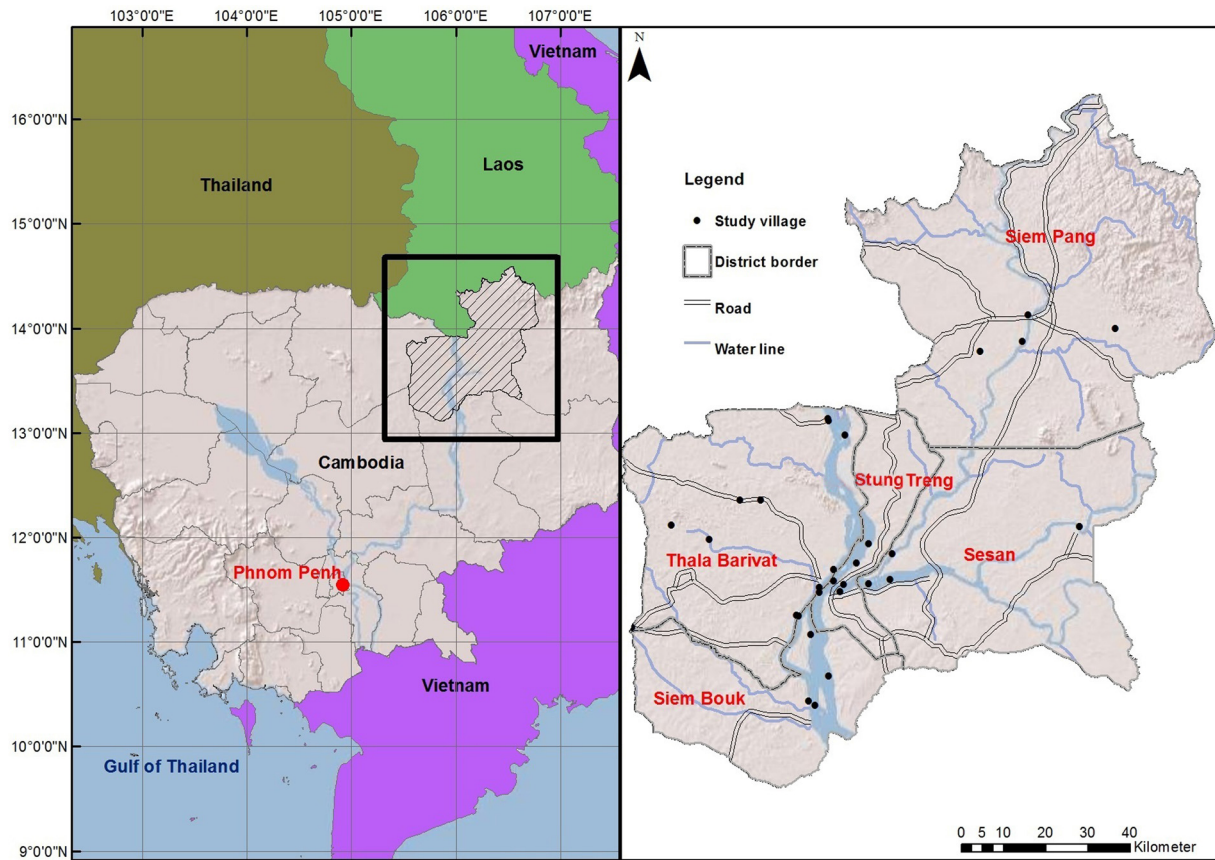 103°0'0"E 104°0'0"E 105°0'0"E 106°0'0"E 107°0'0"E
16°0'0"N
15°0'0"N
14°0'0"N
13°0'0"N
12°0'0"N
11°0'0"N
10°0'0"N
9°0'0"N
Vietnam
Laos
Thailand
Cambodia
Phnom Penh
Vietnam
Gulf of Thailand
N
Legend
Study village
District border
Road
Water line
Siem Pang
StungTreng
Thala Barivat
Sesan
Siem Bouk
0 5 10 20 30 40
Kilometer